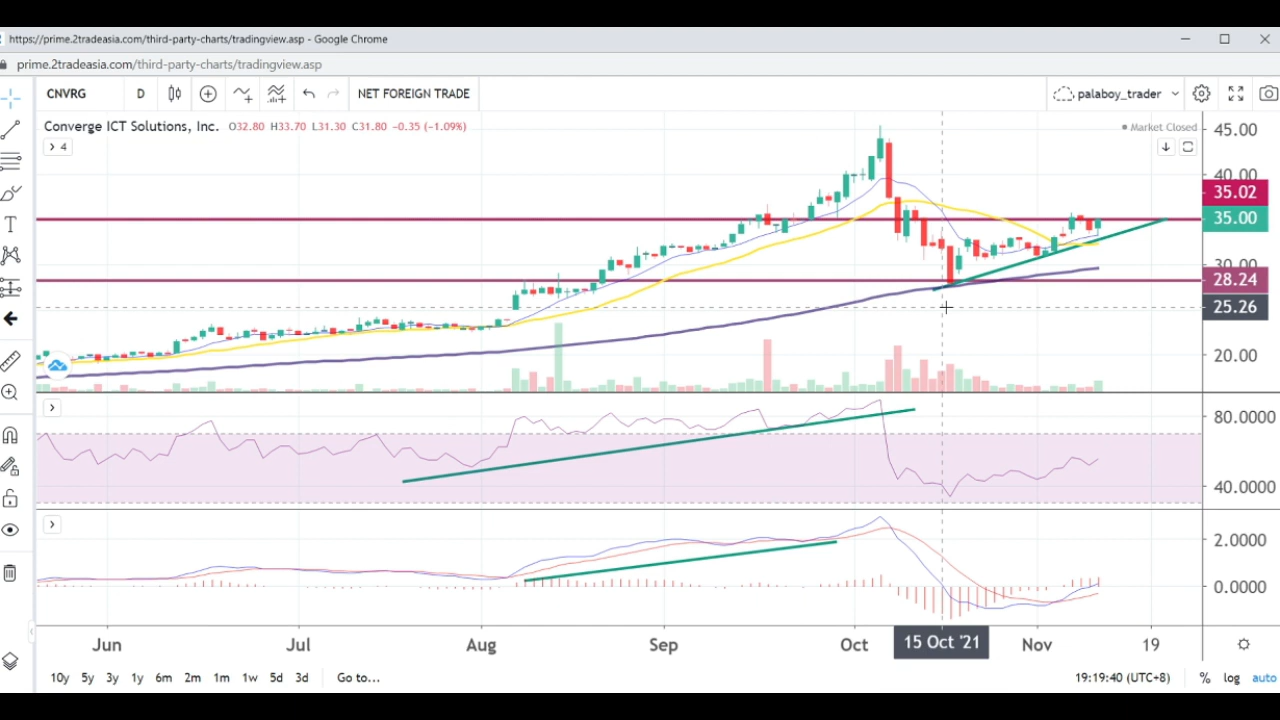 https://prime.2tradeasia.com/third-party-charts/tradingview.asp - Google Chrome
prime.2tradeasia.com/third-party-charts/tradingview.asp
CNVRG D NET FOREIGN TRADE palaboy_trader
Converge ICT Solutions, Inc. O32.80 H33.70 L31.30 C31.80 -0.35 (-1.09%) Market Closed
4
45.00
40.00
35.02
35.00
30.00
28.24
25.26
20.00
80.0000
40.0000
2.0000
0.0000
Jun Jul Aug Sep Oct 15 Oct '21 Nov 19
10y 5y 3y 1y 6m 2m 1m 1w 5d 3d Go to... 19:19:40 (UTC+8) % log auto